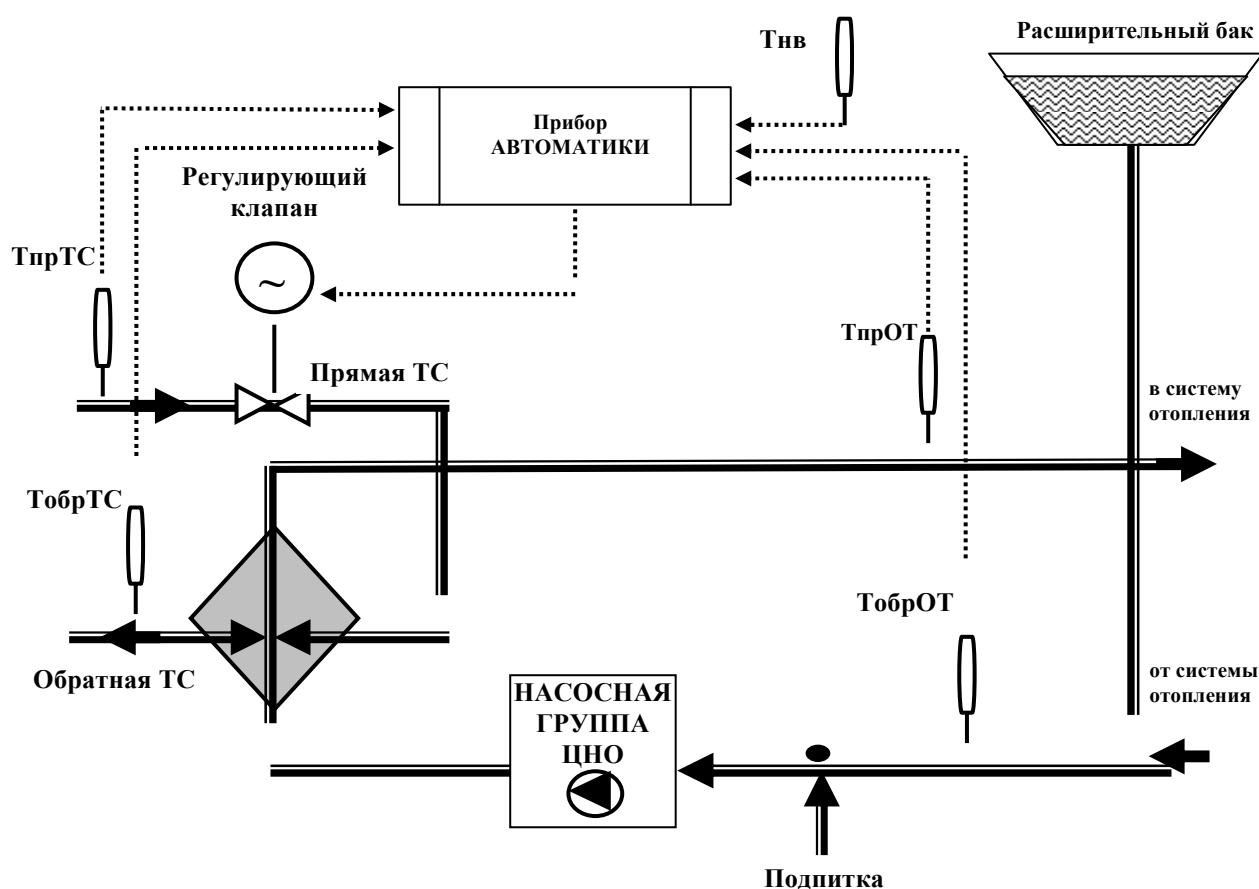 Расширительный бак
Тнв
Прибор
АВТОМАТИКИ
Регулирующий
клапан
ТпрТС
~
ТпрОТ
Прямая ТС
в систему
отопления
ТобрТС
ТобрОТ
Обратная ТС
от системы
отопления
НАСОСНАЯ
ГРУППА
ЦНО
Подпитка